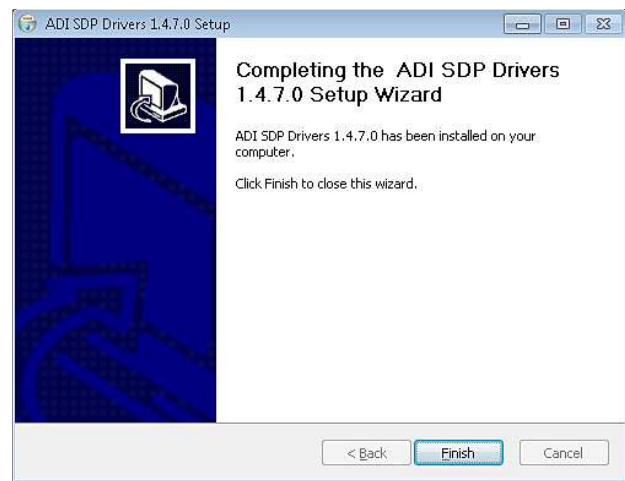 ADI SDP Drivers 1.4.7.0 Setup
Completing the ADI SDP Drivers
1.4.7.0 Setup Wizard
ADI SDP Drivers 1.4.7.0 has been installed on your
computer.
Click Finish to close this wizard.
< Back Finish Cancel